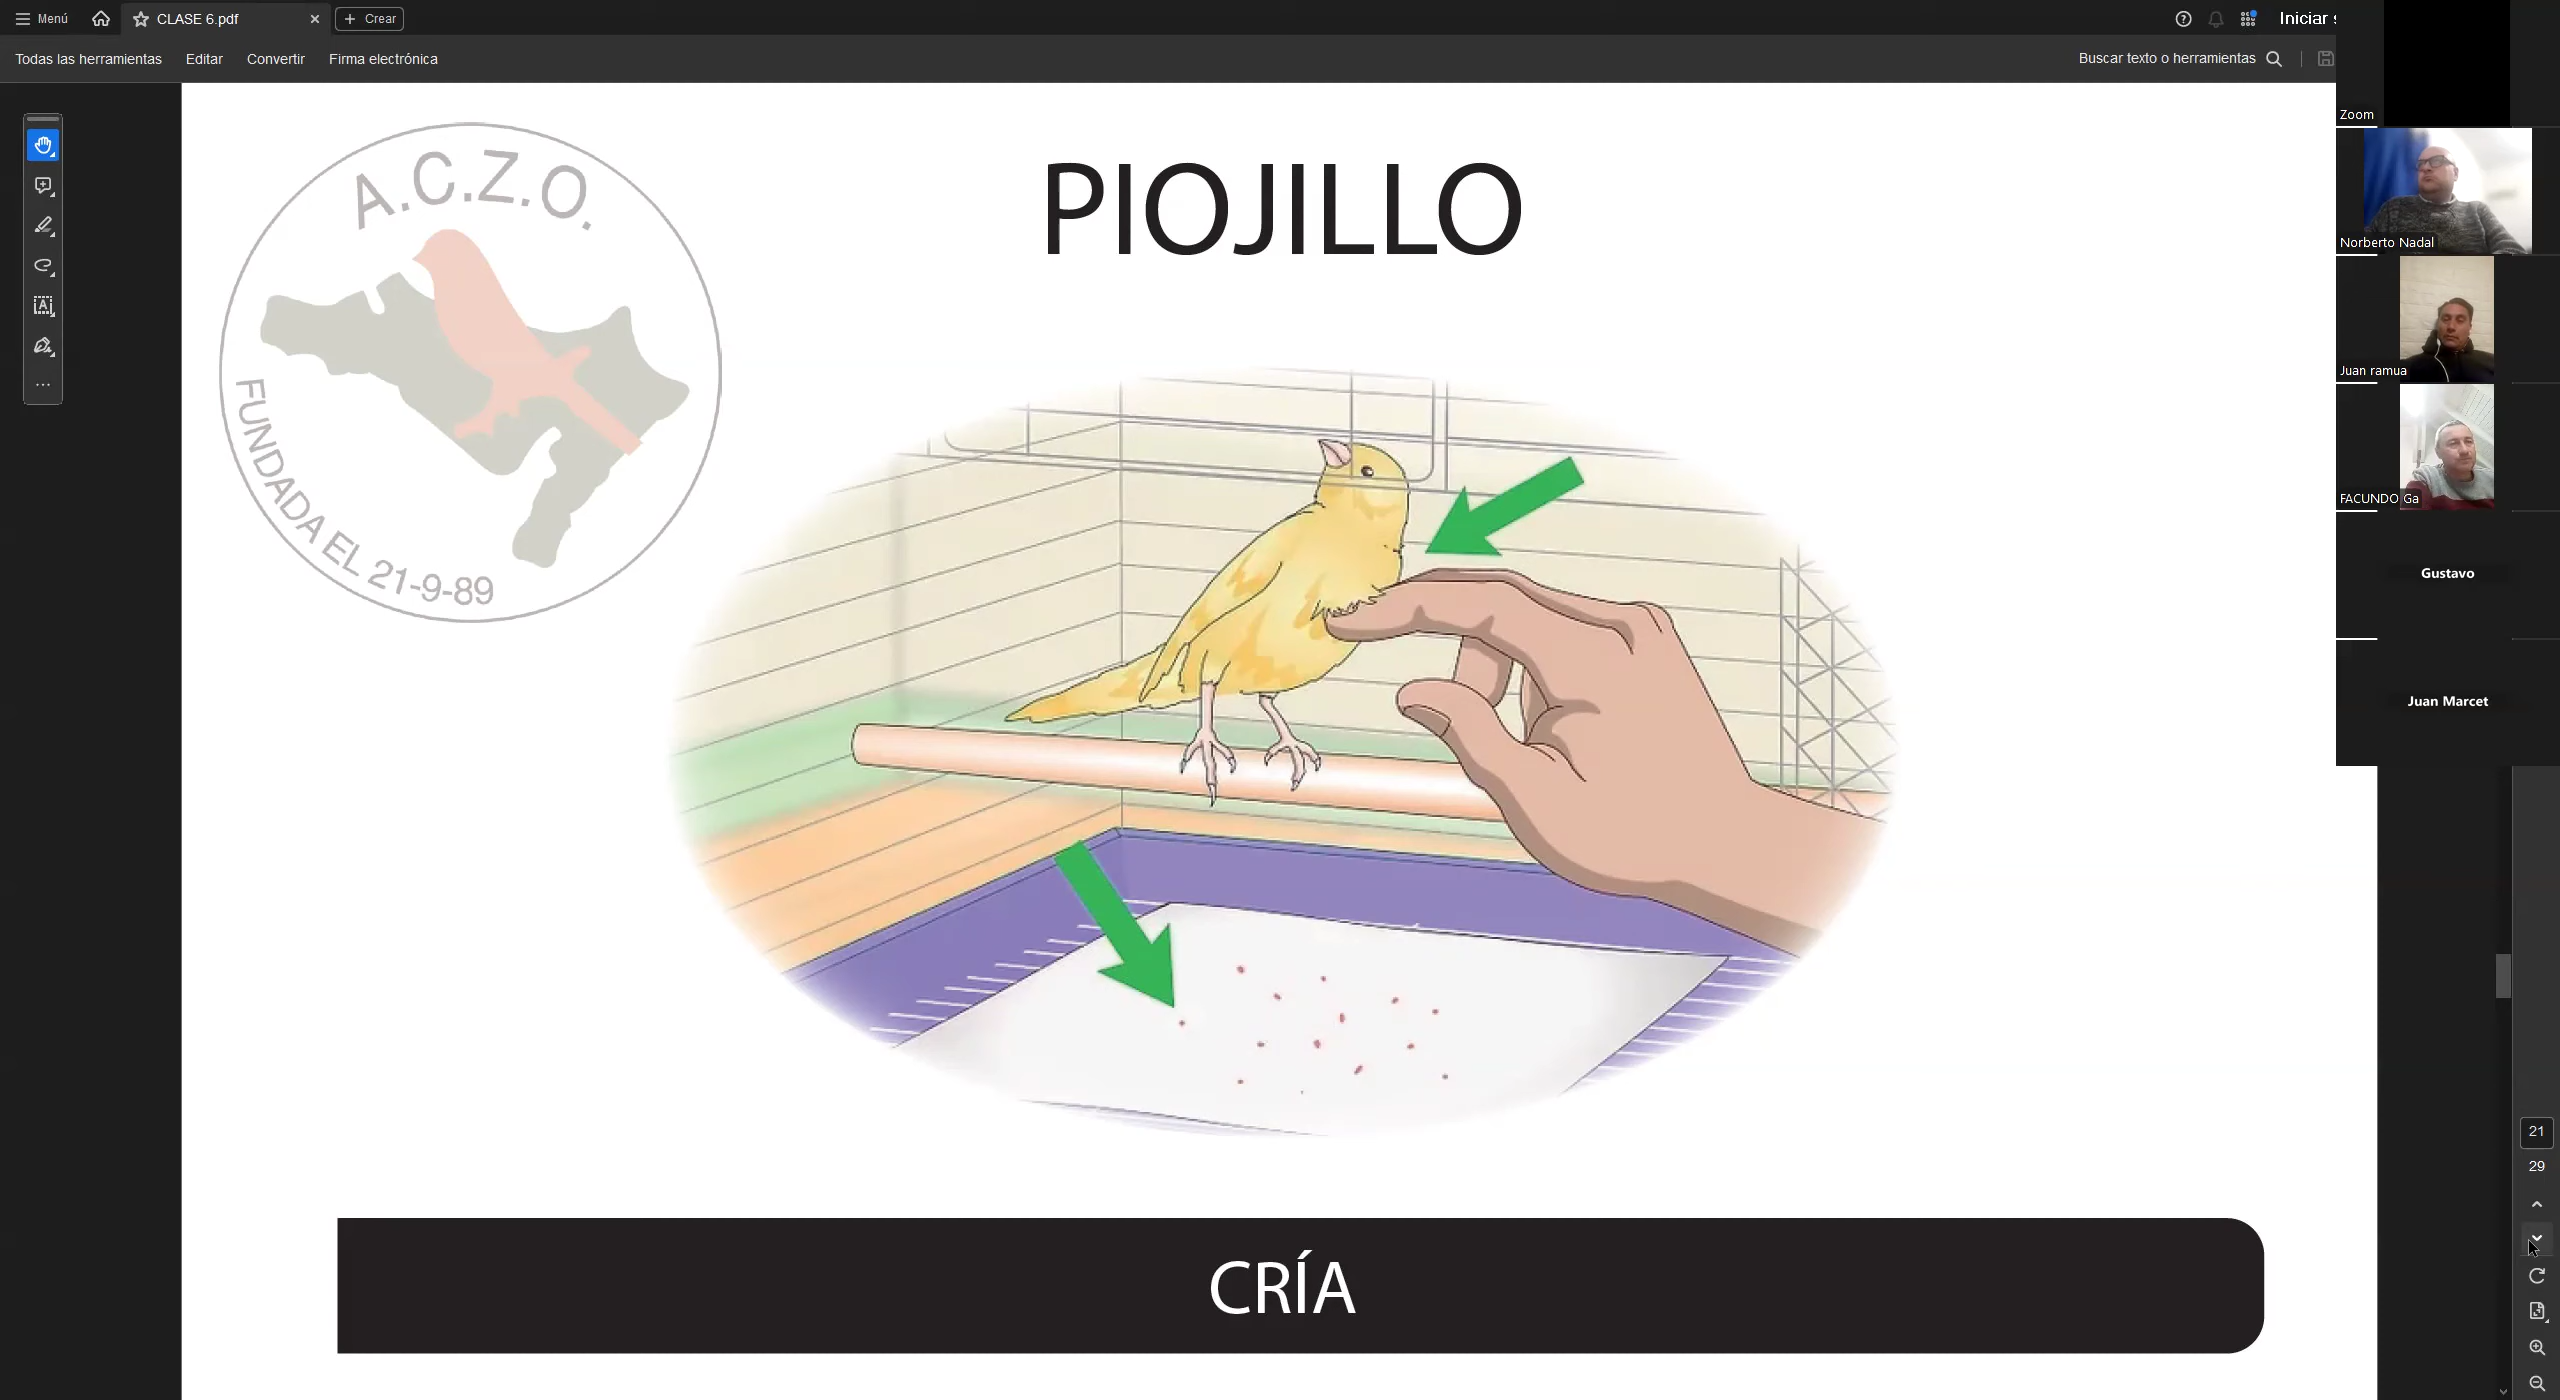 Menú
CLASE 6.pdf
Crear
Iniciar s
Todas las herramientas
Editar
Convertir
Firma electrónica
Buscar texto o herramientas
Zoom
Norberto Nadal
Juan ramua
FACUNDO Ga
Gustavo
Juan Marcet
A.C.Z.O.
FUNDADA EL 21-9-89
PIOJILLO
CRÍA
21
29